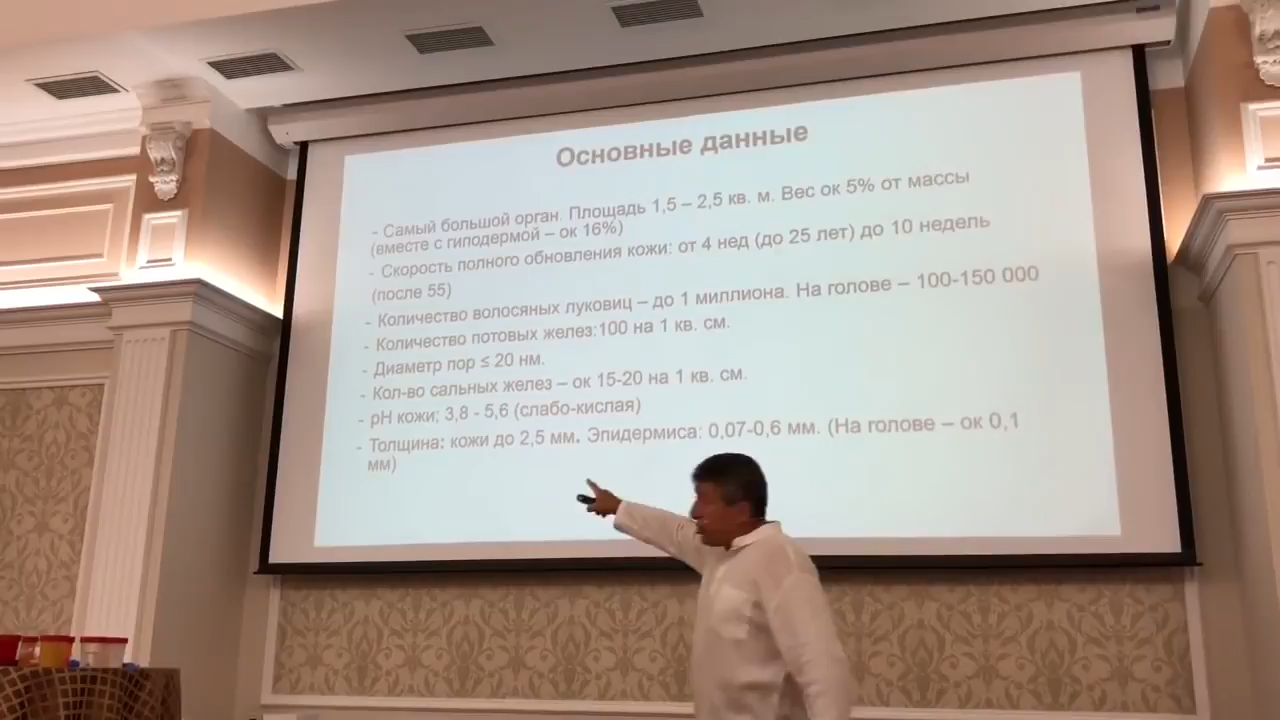 Основные данные
- Самый большой орган. Площадь 1,5 – 2,5 кв. м. Вес ок 5% от массы
(вместе с гиподермой – ок 16%)
- Скорость полного обновления кожи: от 4 нед (до 25 лет) до 10 недель
(после 55)
- Количество волосяных луковиц – до 1 миллиона. На голове – 100-150 000
- Количество потовых желез:100 на 1 кв. см.
- Диаметр пор ≤ 20 нм.
- Кол-во сальных желез – ок 15-20 на 1 кв. см.
- pH кожи; 3,8 - 5,6 (слабо-кислая)
- Толщина: кожи до 2,5 мм. Эпидермиса: 0,07-0,6 мм. (На голове – ок 0,1
мм)